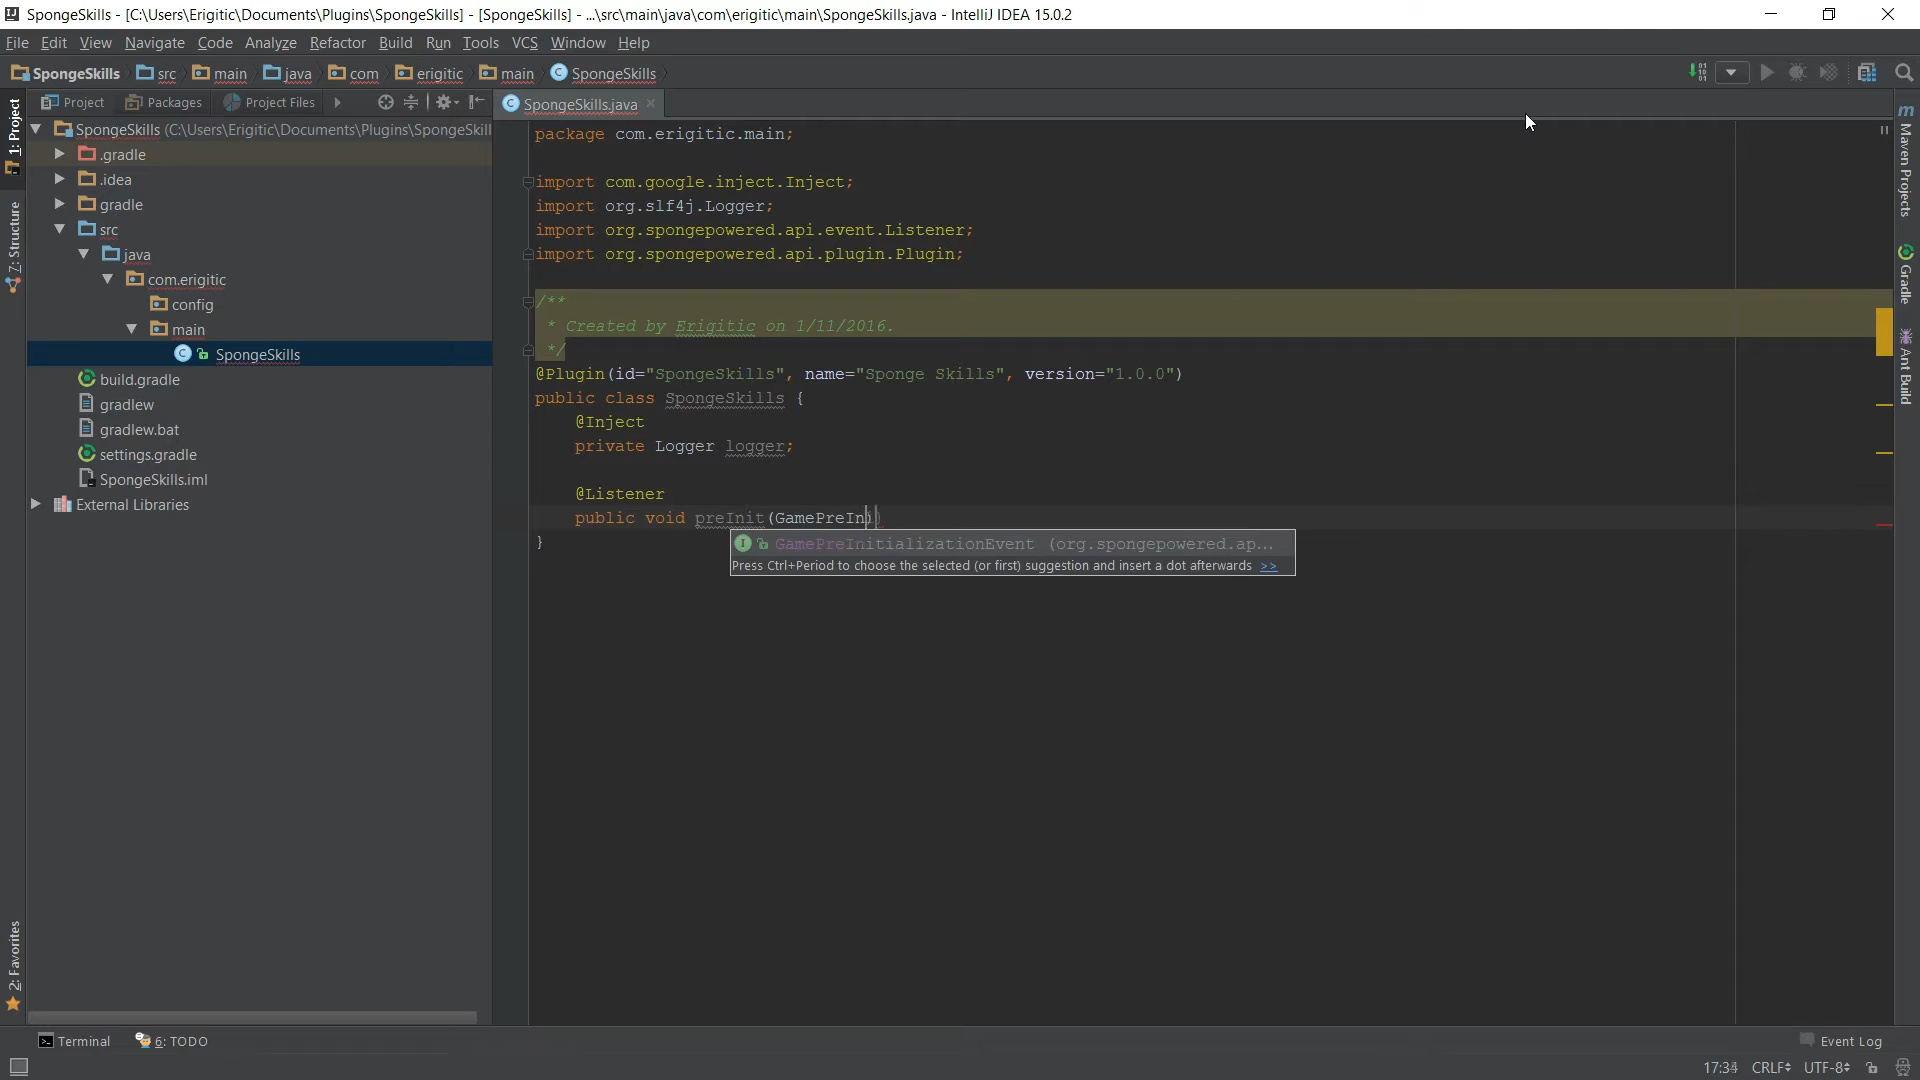 SpongeSkills - [C:\Users\Erigitic\Documents\Plugins\SpongeSkills] - [SpongeSkills] - ...\src\main\java\com\erigitic\main\SpongeSkills.java - IntelliJ IDEA 15.0.2
File Edit View Navigate Code Analyze Refactor Build Run Tools VCS Window Help
SpongeSkills src main java com erigitic main SpongeSkills
Project Packages Project Files
SpongeSkills.java
1: Project
7: Structure
2: Favorites
SpongeSkills (C:\Users\Erigitic\Documents\Plugins\SpongeSkill
.gradle
.idea
gradle
src
java
com.erigitic
config
main
SpongeSkills
build.gradle
gradlew
gradlew.bat
settings.gradle
SpongeSkills.iml
External Libraries
package com.erigitic.main;
import com.google.inject.Inject;
import org.slf4j.Logger;
import org.spongepowered.api.event.Listener;
import org.spongepowered.api.plugin.Plugin;
/**
* Created by Erigitic on 1/11/2016.
*/
@Plugin(id="SpongeSkills", name="Sponge Skills", version="1.0.0")
public class SpongeSkills {
@Inject
private Logger logger;
@Listener
public void preInit(GamePreIn)
}
GamePreInitializationEvent (org.spongepowered.ap...
Press Ctrl+Period to choose the selected (or first) suggestion and insert a dot afterwards >>
Maven Projects
Gradle
Ant Build
Terminal 6: TODO
Event Log
17:34 CRLF UTF-8